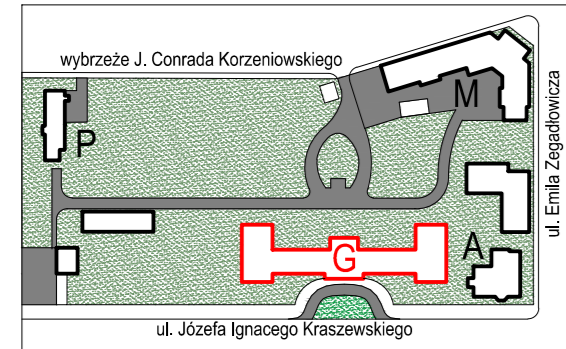 wybrzeże J. Conrada Korzeniowskiego
M
P
ul. Emila Zegadłowicza
A
G
ul. Józefa Ignacego Kraszewskiego